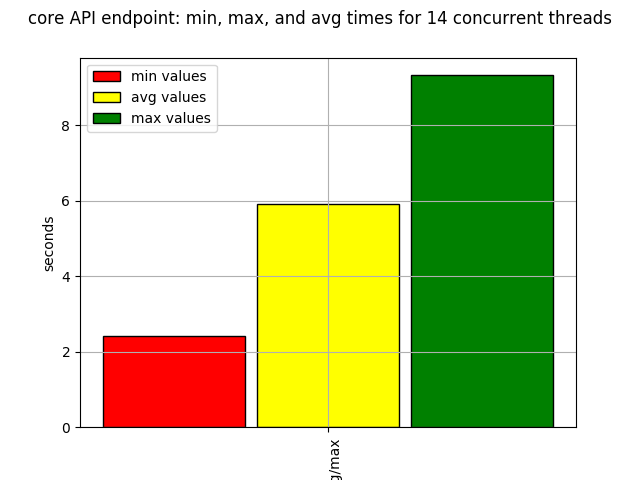 core API endpoint: min, max, and avg times for 14 concurrent threads
min values
avg values
max values
8
6
4
2
0
seconds
g/max